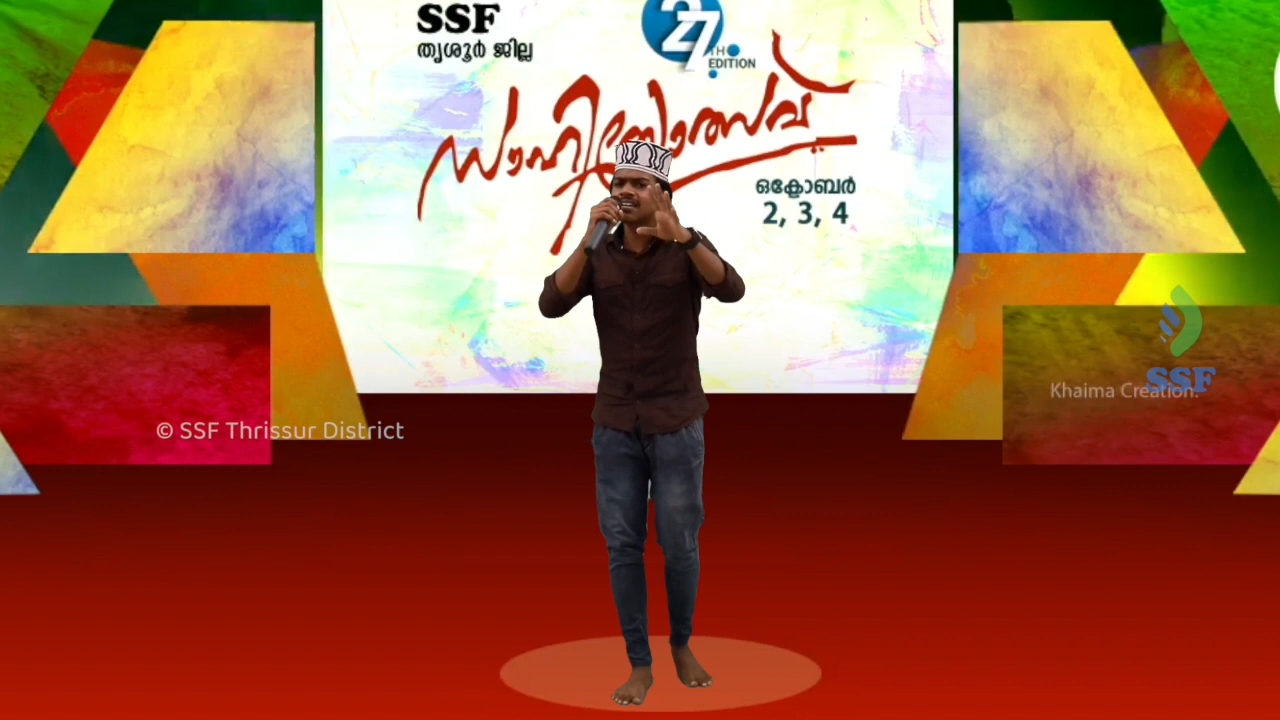 SSF
തൃശൂർ ജില്ല
27
TH
EDITION
സാഹിത്യോത്സവ്
ഒക്ടോബർ
2, 3, 4
© SSF Thrissur District
SSF
Khaima Creation.